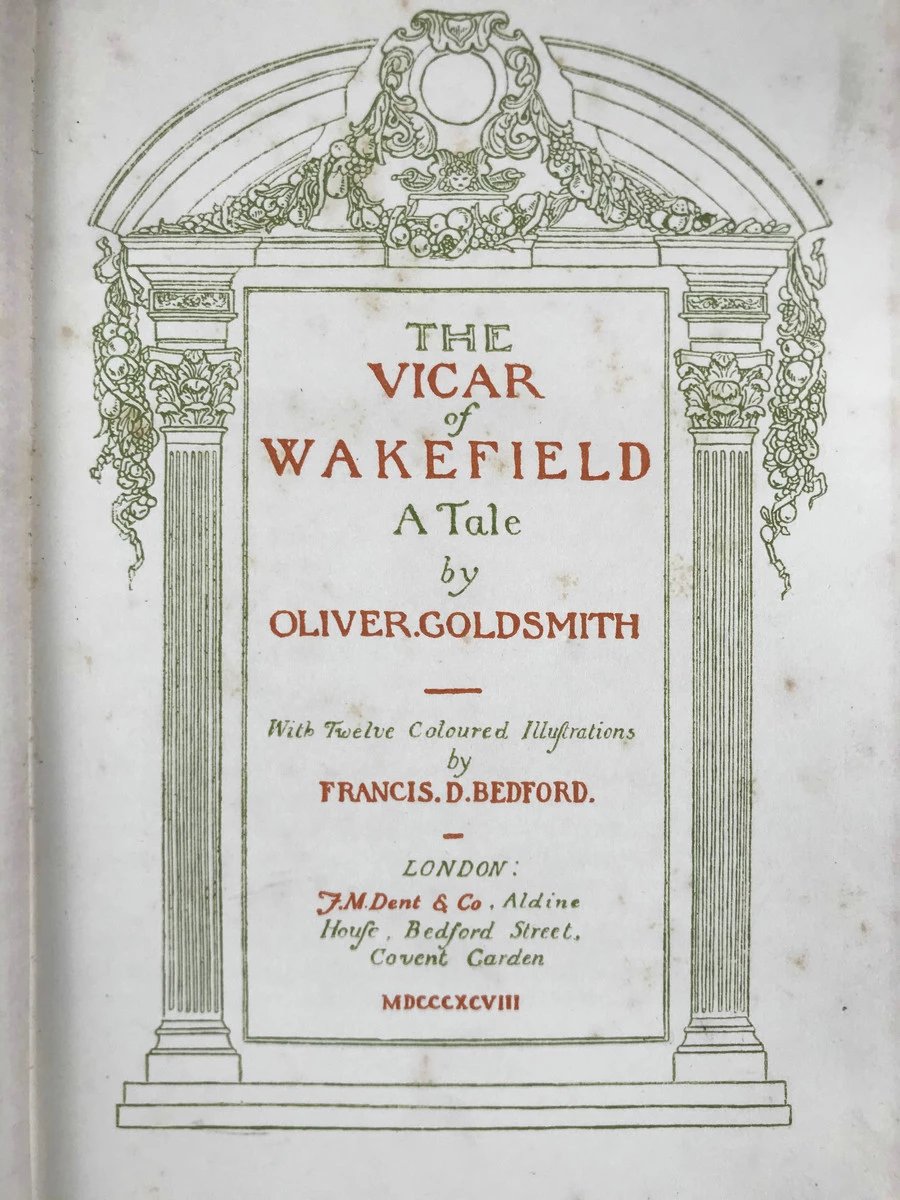 THE
VICAR
of
WAKEFIELD
A Tale
by
OLIVER.GOLDSMITH
With Twelve Coloured Illuſtrations
by
FRANCIS. D. BEDFORD.
LONDON:
J.M.Dent & Co, Aldine
Houſe, Bedford Street,
Covent Garden
MDCCCXCVIII